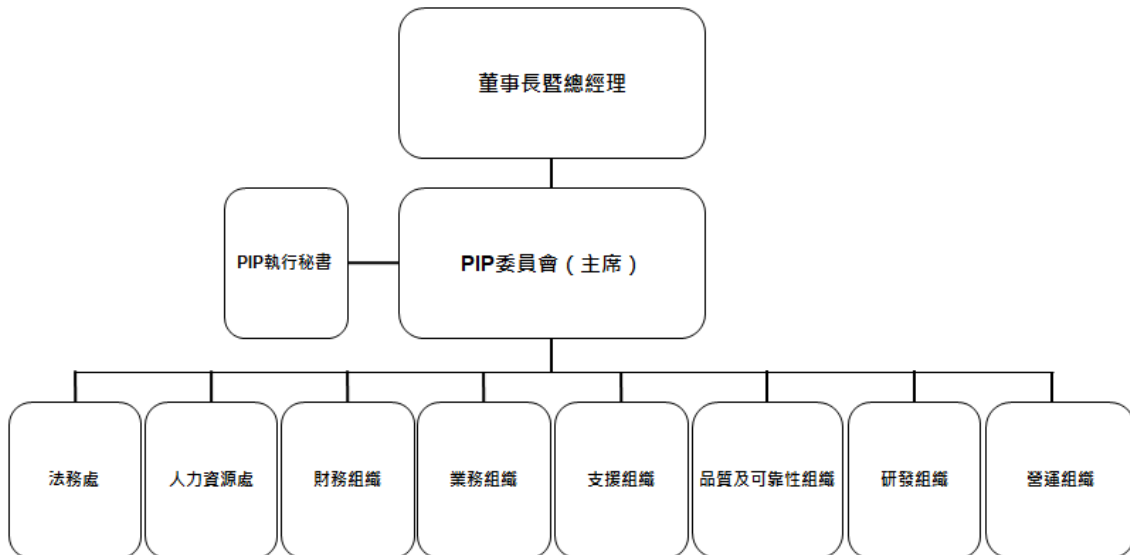 董事長暨總經理
PIP執行秘書
PIP委員會（主席）
法務處
人力資源處
財務組織
業務組織
支援組織
品質及可靠性組織
研發組織
營運組織